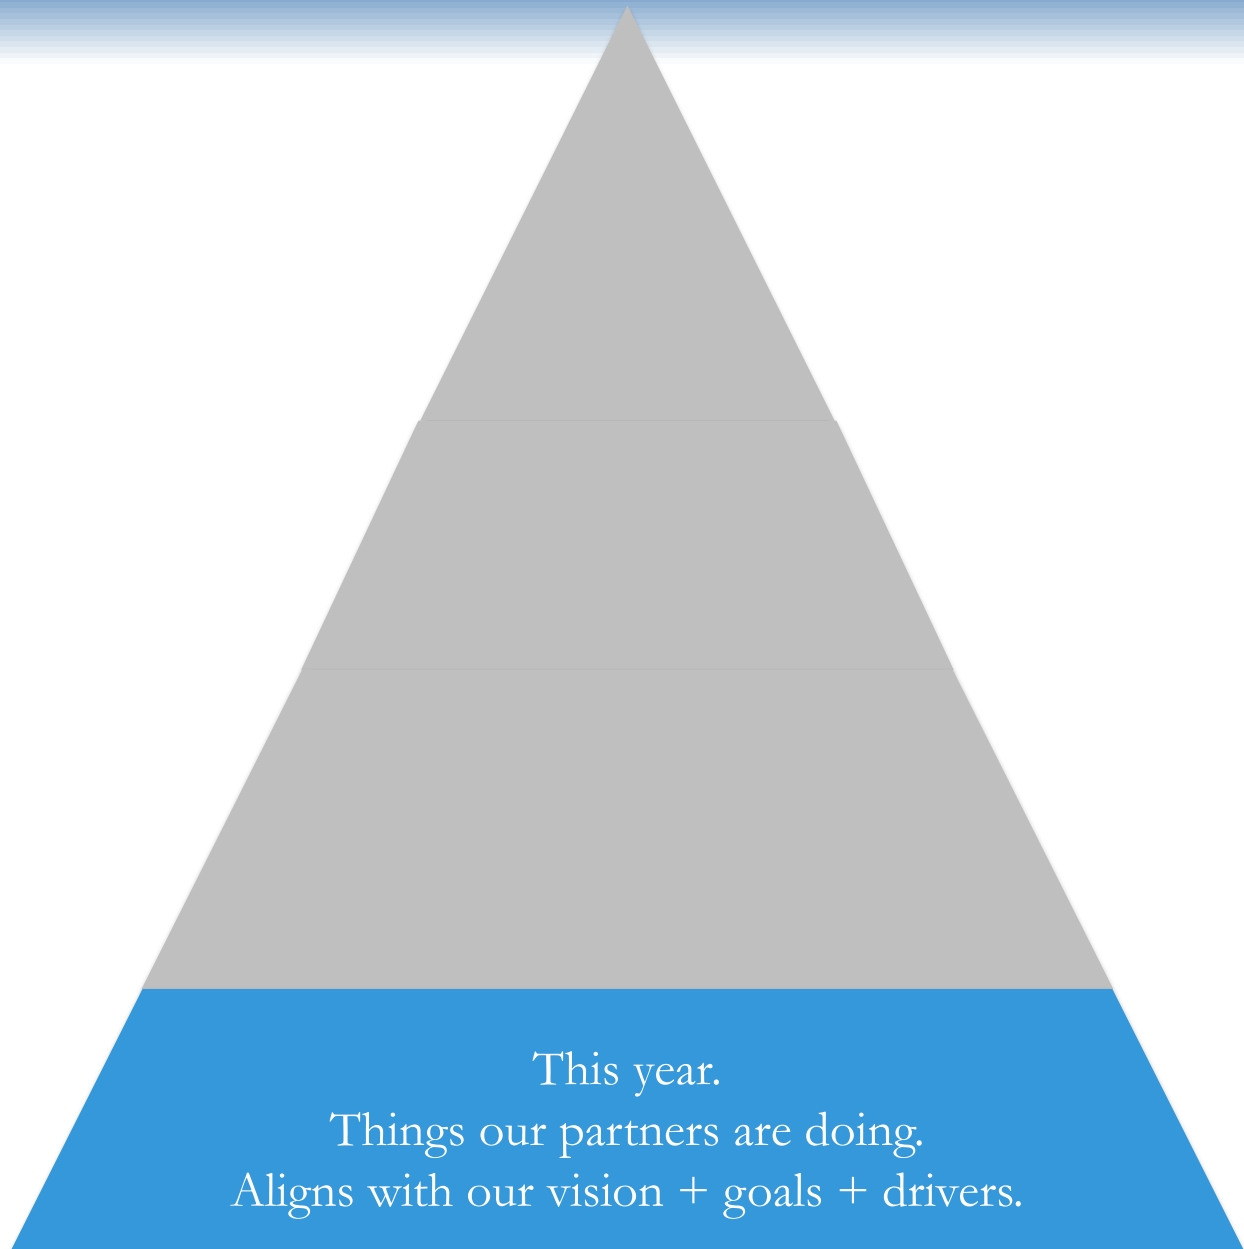 This year.
Things our partners are doing.
Aligns with our vision + goals + drivers.